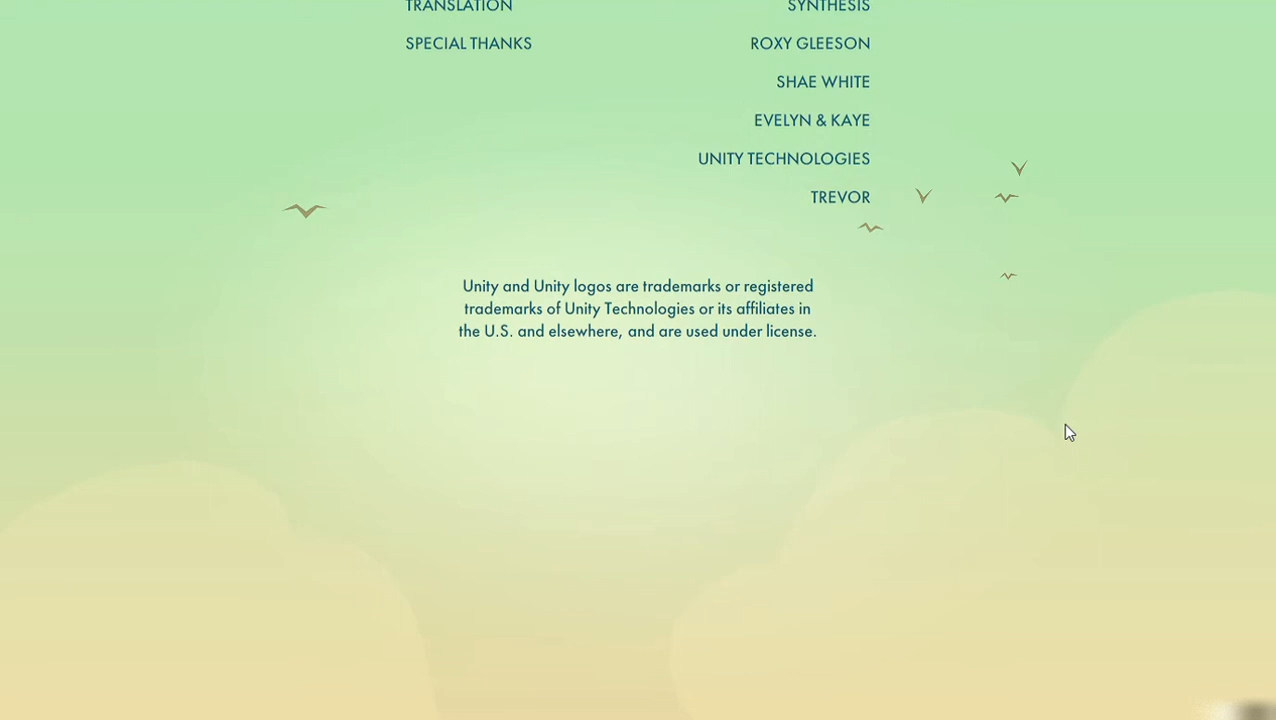 TRANSLATION SYNTHESIS
SPECIAL THANKS ROXY GLEESON
SHAE WHITE
EVELYN & KAYE
UNITY TECHNOLOGIES
TREVOR
Unity and Unity logos are trademarks or registered
trademarks of Unity Technologies or its affiliates in
the U.S. and elsewhere, and are used under license.